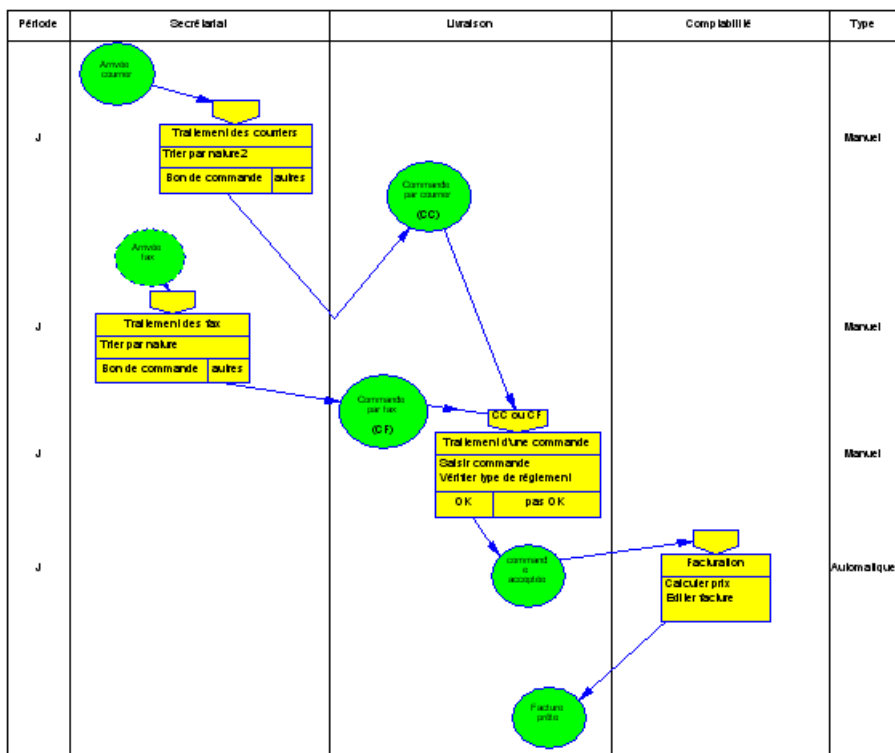 Période Secrétariat Livraison Comptabilité Type
Arrivée
courrier
Traitement des courriers
Trier par nature2
Bon de commande autres
J
Manuel
Commande
par courrier
(CC)
Arrivée
fax
Traitement des fax
Trier par nature
Bon de commande autres
J
Manuel
Commande
par fax
(CF)
CC ou CF
Traitement d'une commande
Saisir commande
Vérifier type de réglement
OK pas OK
J
Manuel
command
e
acceptée
Facturation
Calculer prix
Editer facture
J
Automatique
Facture
prête